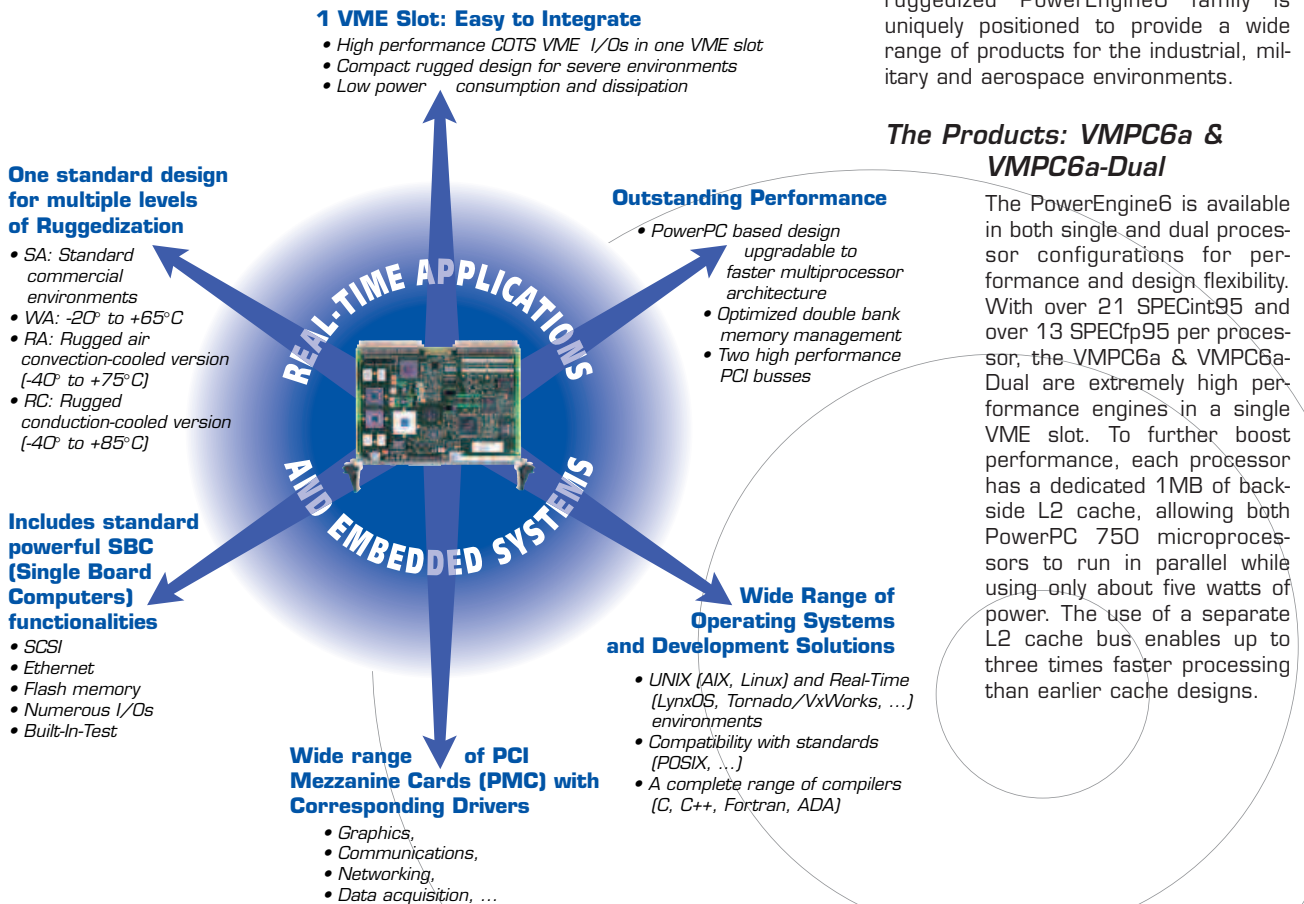 1 VME Slot: Easy to Integrate
• High performance COTS VME I/Os in one VME slot
• Compact rugged design for severe environments
• Low power consumption and dissipation
One standard design
for multiple levels
of Ruggedization
• SA: Standard
commercial
environments
• WA: -20° to +65°C
• RA: Rugged air
convection-cooled version
(-40° to +75°C)
• RC: Rugged
conduction-cooled version
(-40° to +85°C)
Outstanding Performance
• PowerPC based design
upgradable to
faster multiprocessor
architecture
• Optimized double bank
memory management
• Two high performance
PCI busses
REAL-TIME APPLICATIONS
AND EMBEDDED SYSTEMS
Includes standard
powerful SBC
(Single Board
Computers)
functionalities
• SCSI
• Ethernet
• Flash memory
• Numerous I/Os
• Built-In-Test
Wide range of PCI
Mezzanine Cards (PMC) with
Corresponding Drivers
• Graphics,
• Communications,
• Networking,
• Data acquisition, ...
Wide Range of
Operating Systems
and Development Solutions
• UNIX (AIX, Linux) and Real-Time
(LynxOS, Tornado/VxWorks, ...)
environments
• Compatibility with standards
(POSIX, ...)
• A complete range of compilers
(C, C++, Fortran, ADA)
ruggedized PowerEngine6 family is
uniquely positioned to provide a wide
range of products for the industrial, mil-
itary and aerospace environments.
The Products: VMPC6a &
VMPC6a-Dual
The PowerEngine6 is available
in both single and dual proces-
sor configurations for per-
formance and design flexibility.
With over 21 SPECint95 and
over 13 SPECfp95 per proces-
sor, the VMPC6a & VMPC6a-
Dual are extremely high per-
formance engines in a single
VME slot. To further boost
performance, each processor
has a dedicated 1MB of back-
side L2 cache, allowing both
PowerPC 750 microproces-
sors to run in parallel while
using only about five watts of
power. The use of a separate
L2 cache bus enables up to
three times faster processing
than earlier cache designs.